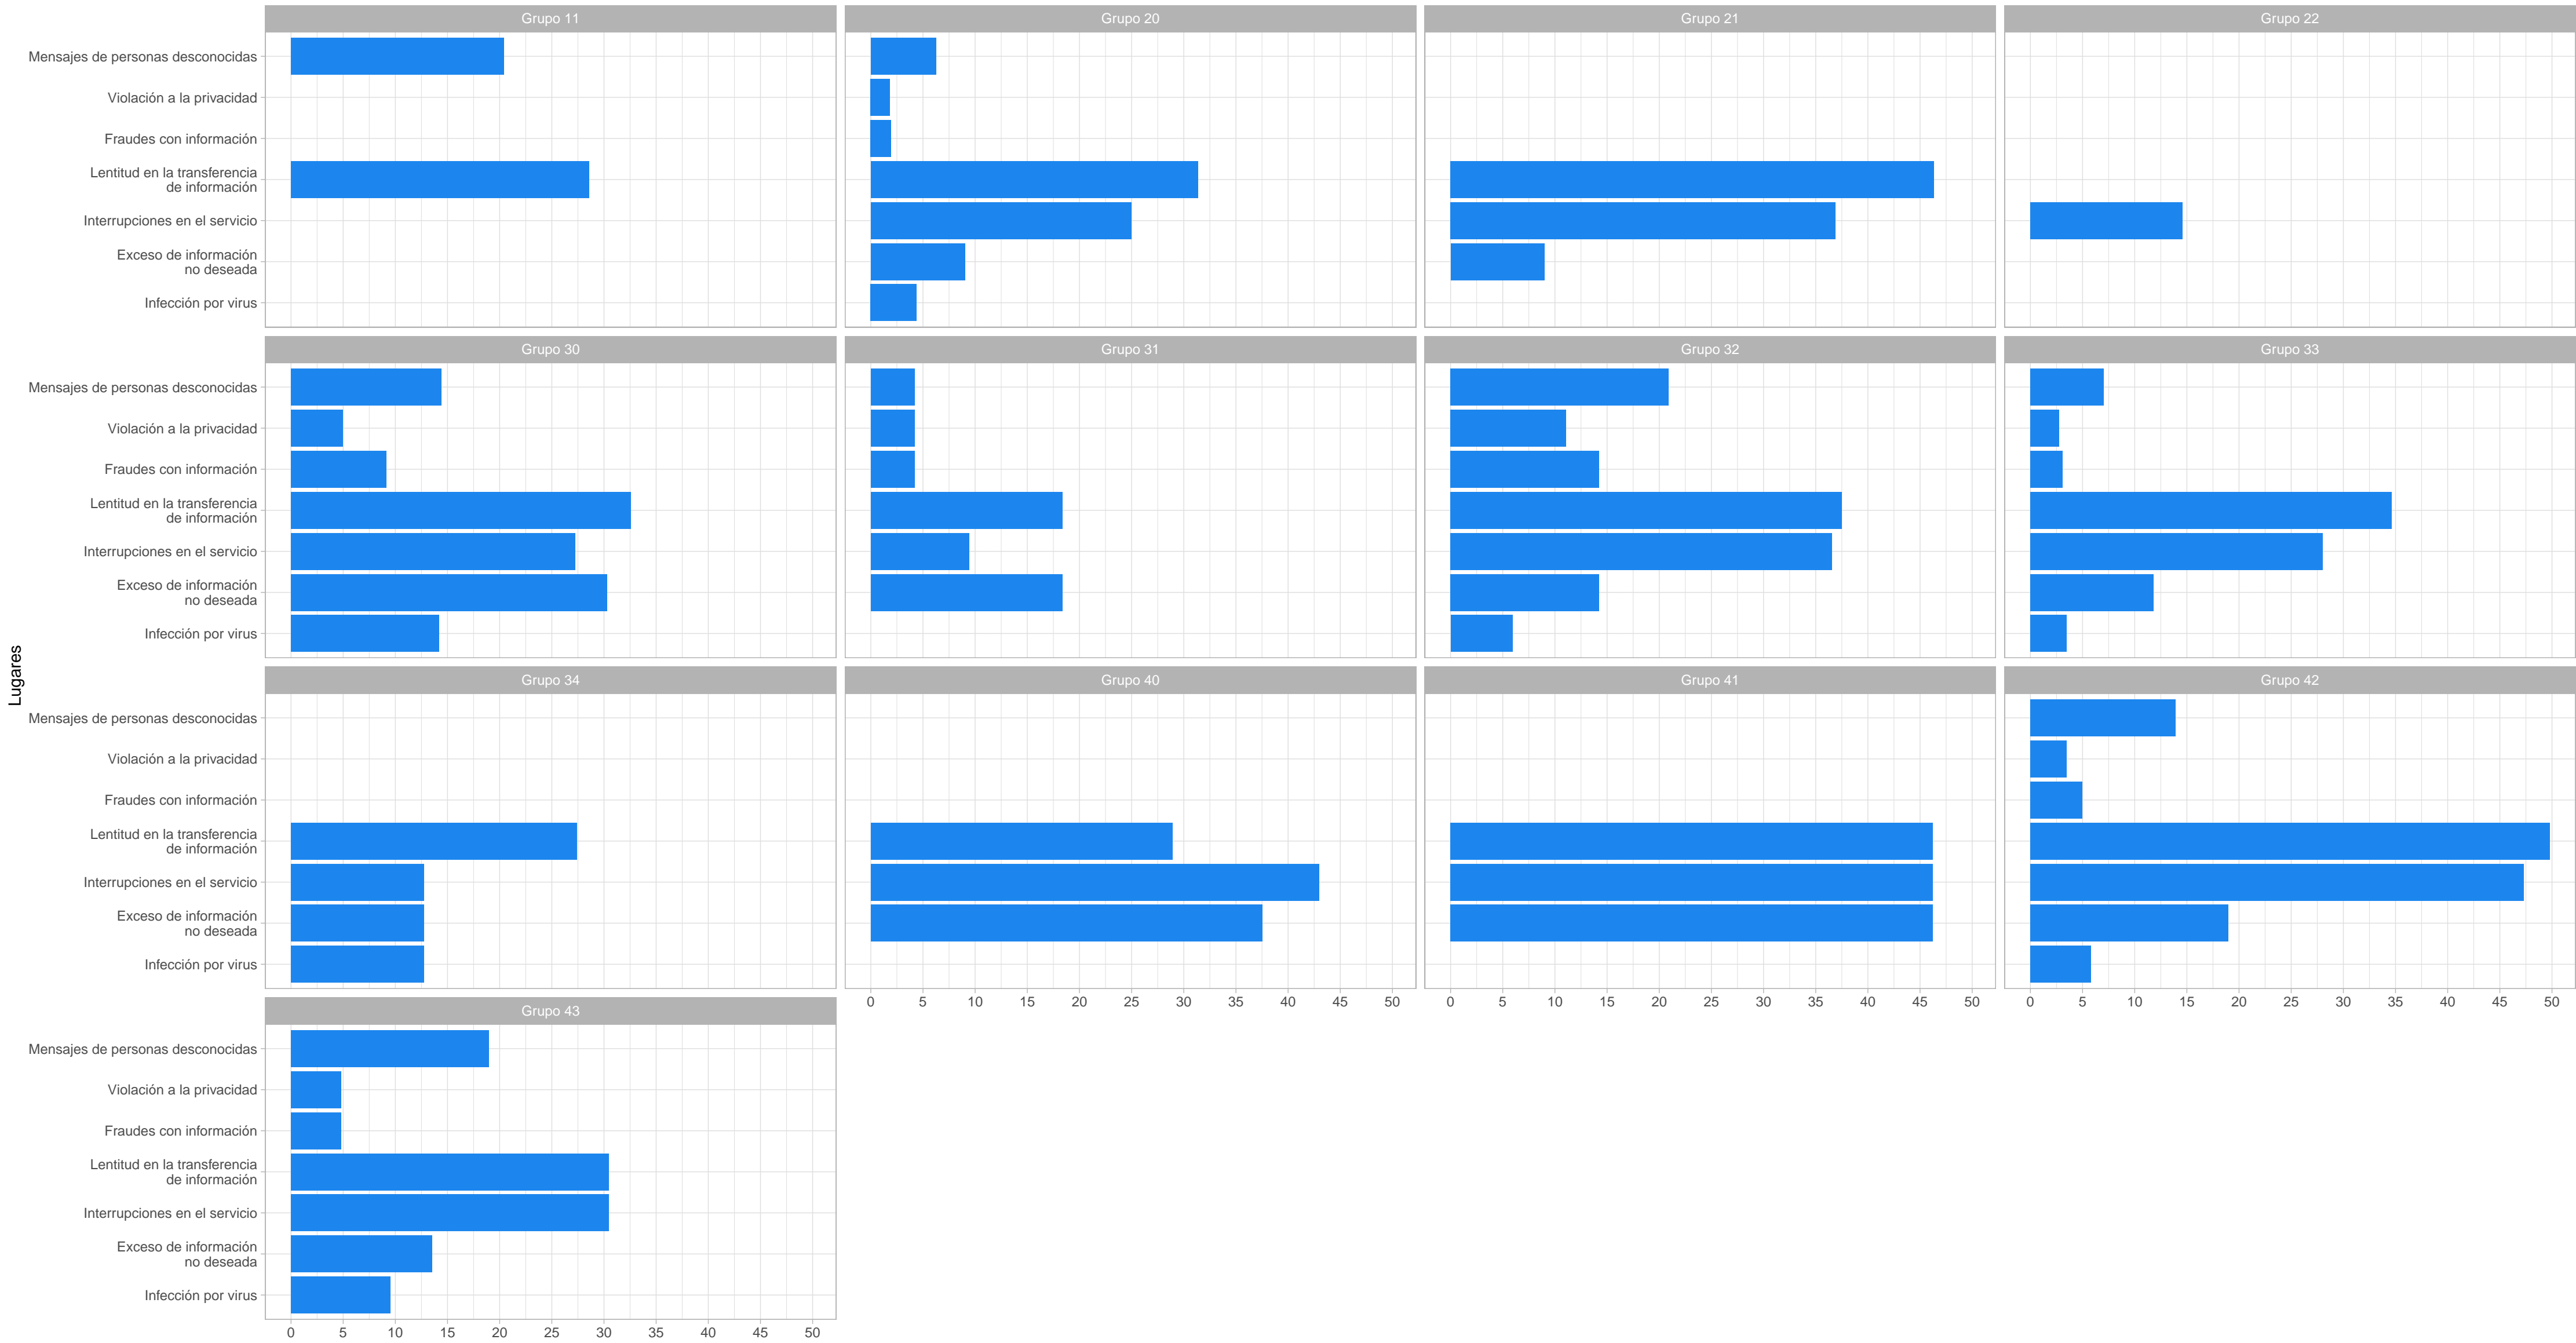 Grupo 11
Grupo 20
Grupo 21
Grupo 22
Mensajes de personas desconocidas
Violación a la privacidad
Fraudes con información
Lentitud en la transferencia
de información
Interrupciones en el servicio
Exceso de información
no deseada
Infección por virus
Grupo 30
Grupo 31
Grupo 32
Grupo 33
Mensajes de personas desconocidas
Violación a la privacidad
Fraudes con información
Lentitud en la transferencia
de información
Interrupciones en el servicio
Exceso de información
no deseada
Infección por virus
Lugares
Grupo 34
Grupo 40
Grupo 41
Grupo 42
Mensajes de personas desconocidas
Violación a la privacidad
Fraudes con información
Lentitud en la transferencia
de información
Interrupciones en el servicio
Exceso de información
no deseada
Infección por virus
0 5 10 15 20 25 30 35 40 45 50
0 5 10 15 20 25 30 35 40 45 50
0 5 10 15 20 25 30 35 40 45 50
Grupo 43
Mensajes de personas desconocidas
Violación a la privacidad
Fraudes con información
Lentitud en la transferencia
de información
Interrupciones en el servicio
Exceso de información
no deseada
Infección por virus
0 5 10 15 20 25 30 35 40 45 50